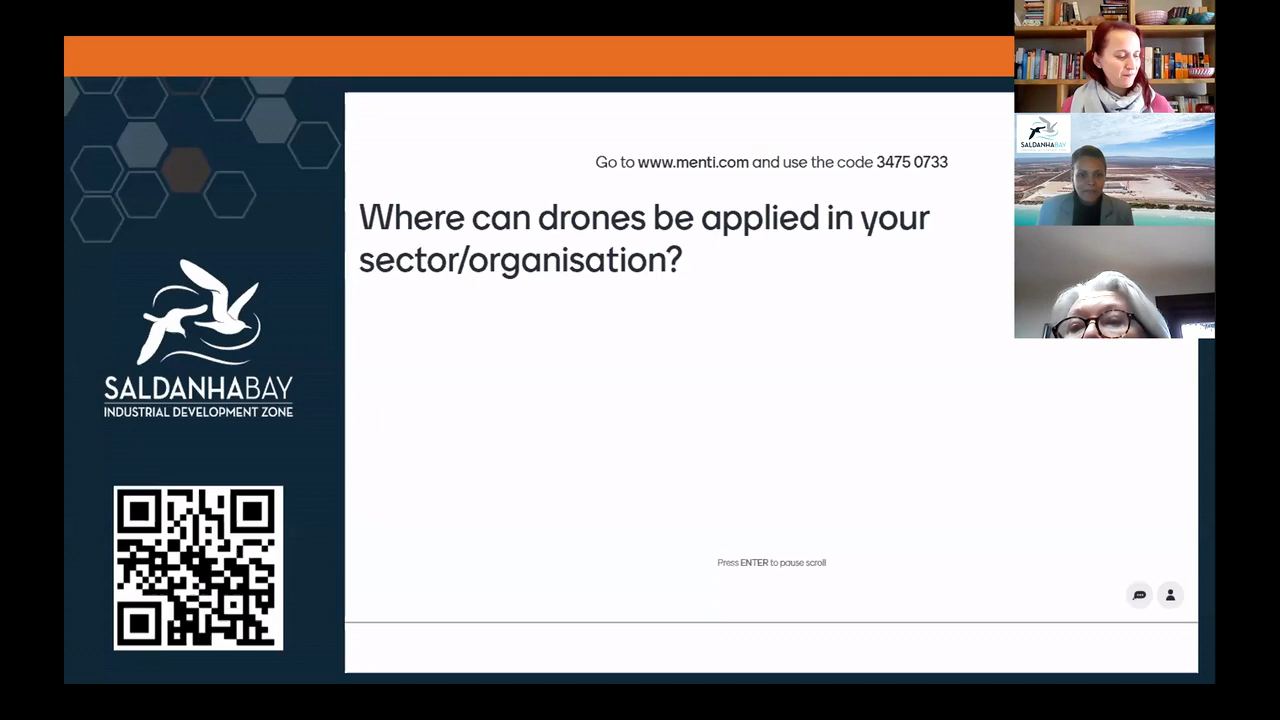 Go to www.menti.com and use the code 3475 0733
Where can drones be applied in your
sector/organisation?
SALDANHABAY
INDUSTRIAL DEVELOPMENT ZONE
Press ENTER to pause scroll
SALDANHABAY